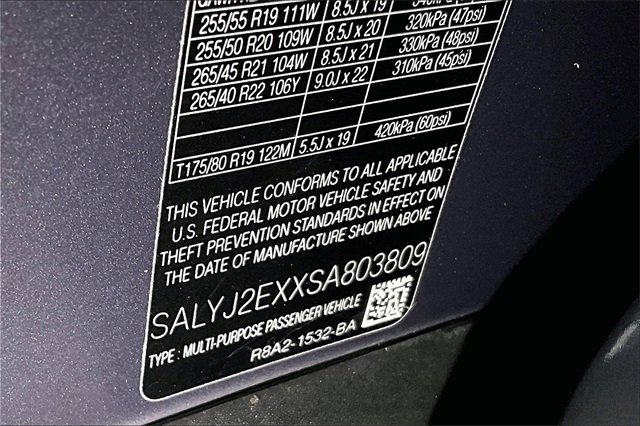 255/55 R19 111W 8.5J x 19
255/50 R20 109W 8.5J x 20 320kPa (47psi)
265/45 R21 104W 8.5J x 21 330kPa (48psi)
265/40 R22 106Y 9.0J x 22 310kPa (45psi)
T175/80 R19 122M 5.5J x 19 420kPa (60psi)
THIS VEHICLE CONFORMS TO ALL APPLICABLE
U.S. FEDERAL MOTOR VEHICLE SAFETY AND
THEFT PREVENTION STANDARDS IN EFFECT ON
THE DATE OF MANUFACTURE SHOWN ABOVE
SALYJ2EXXSA803809
TYPE : MULTI-PURPOSE PASSENGER VEHICLE
R8A2-1532-BA